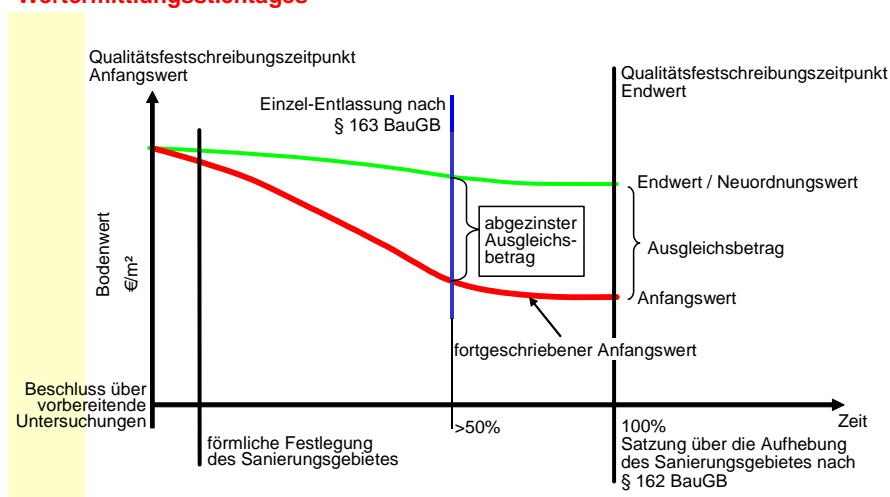 Wertermittlungsstichtages
Qualitätsfestschreibungszeitpunkt
Anfangswert
Qualitätsfestschreibungszeitpunkt
Endwert
Einzel-Entlassung nach
§ 163 BauGB
Endwert / Neuordnungswert
abgezinster
Ausgleichs-
betrag
Ausgleichsbetrag
Bodenwert
€/m²
Anfangswert
fortgeschriebener Anfangswert
Beschluss über
vorbereitende
Untersuchungen
Zeit
>50%
100%
förmliche Festlegung
des Sanierungsgebietes
Satzung über die Aufhebung
des Sanierungsgebietes nach
§ 162 BauGB